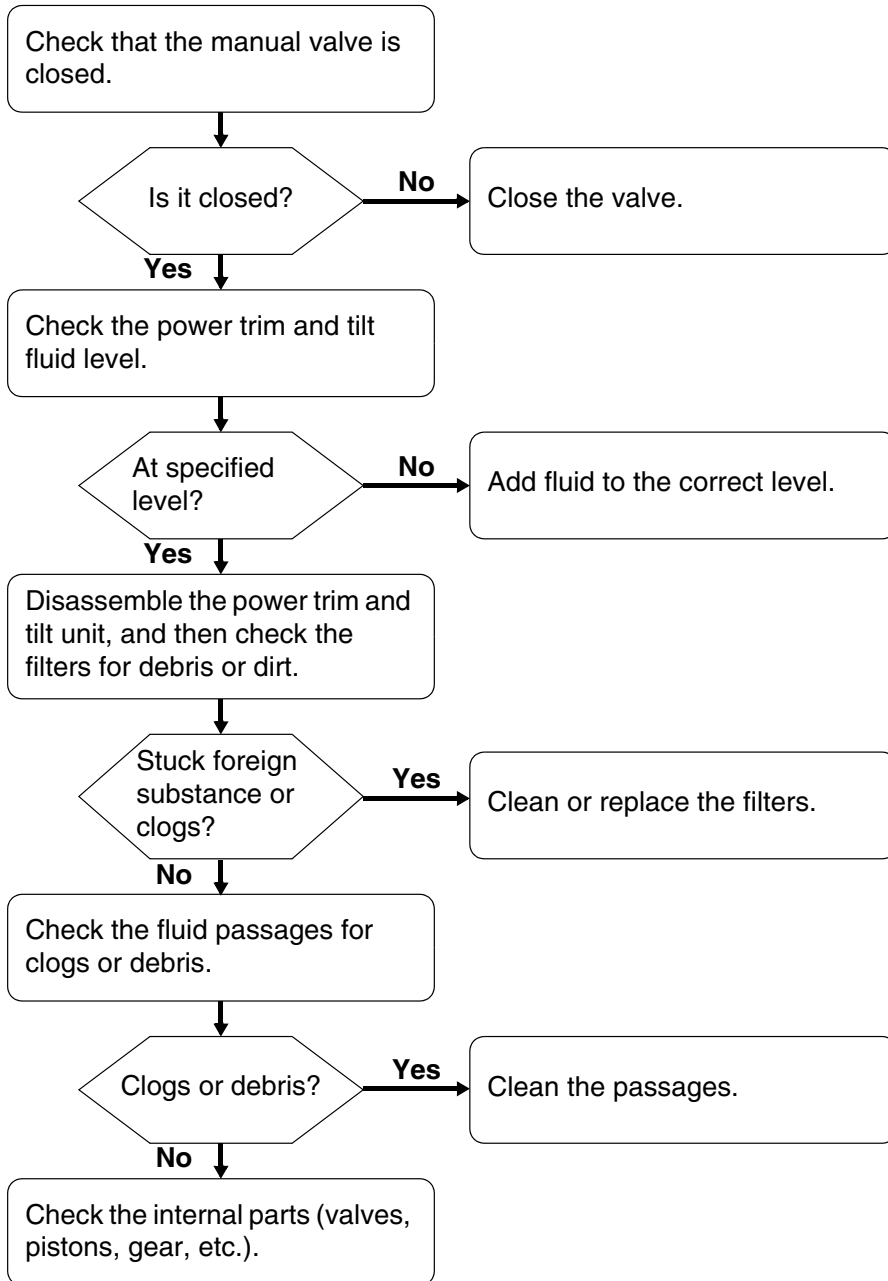 Check that the manual valve is
closed.
Is it closed?
No
Close the valve.
Yes
Check the power trim and tilt
fluid level.
At specified
level?
No
Add fluid to the correct level.
Yes
Disassemble the power trim and
tilt unit, and then check the
filters for debris or dirt.
Stuck foreign
substance or
clogs?
Yes
Clean or replace the filters.
No
Check the fluid passages for
clogs or debris.
Clogs or debris?
Yes
Clean the passages.
No
Check the internal parts (valves,
pistons, gear, etc.).